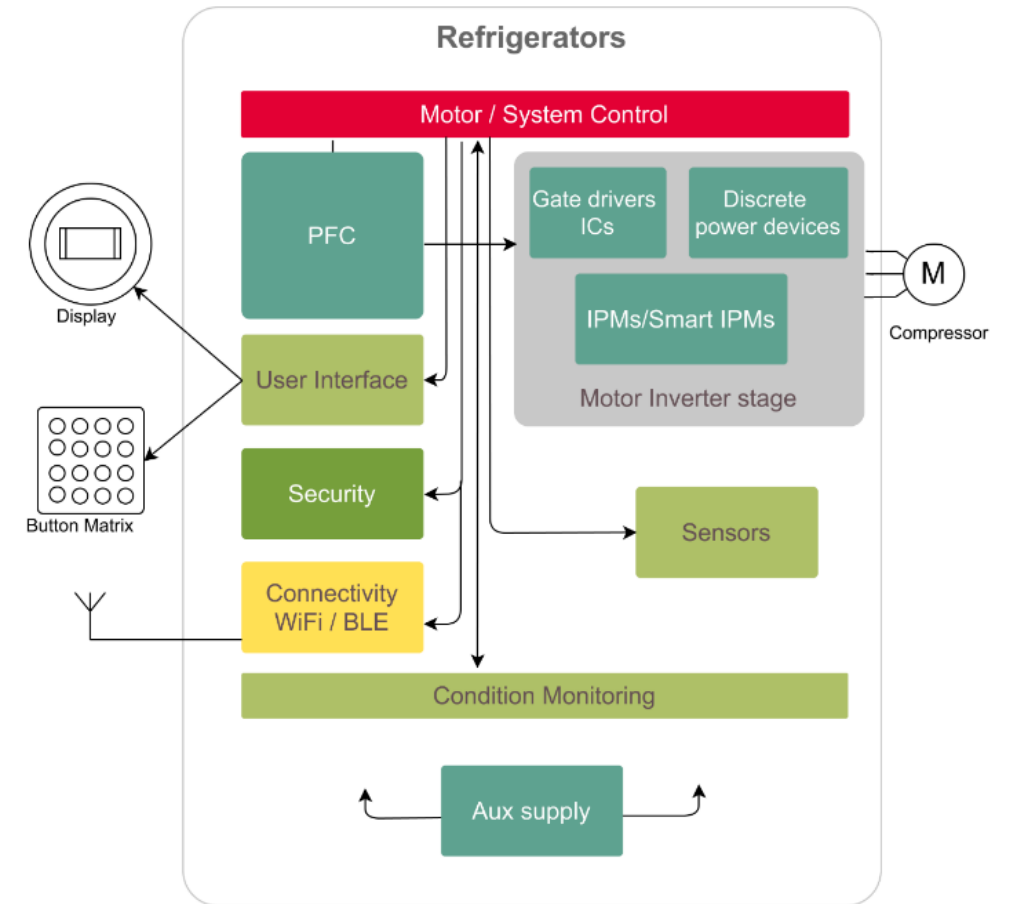 Refrigerators
Motor / System Control
PFC
Gate drivers
ICs
Discrete
power devices
IPMs/Smart IPMs
Motor Inverter stage
M
Compressor
Display
User Interface
Button Matrix
Security
Sensors
Connectivity
WiFi / BLE
Condition Monitoring
Aux supply